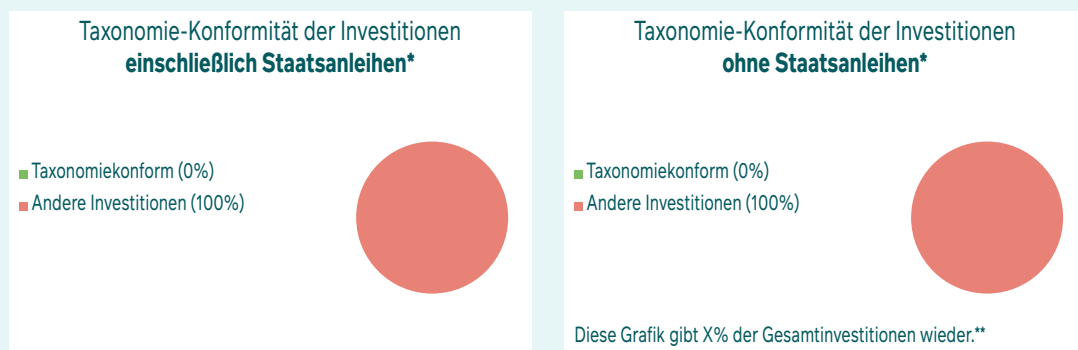 Taxonomie-Konformität der Investitionen
einschließlich Staatsanleihen*
Taxonomiekonform (0%)
Andere Investitionen (100%)
Taxonomie-Konformität der Investitionen
ohne Staatsanleihen*
Taxonomiekonform (0%)
Andere Investitionen (100%)
Diese Grafik gibt X% der Gesamtinvestitionen wieder.**